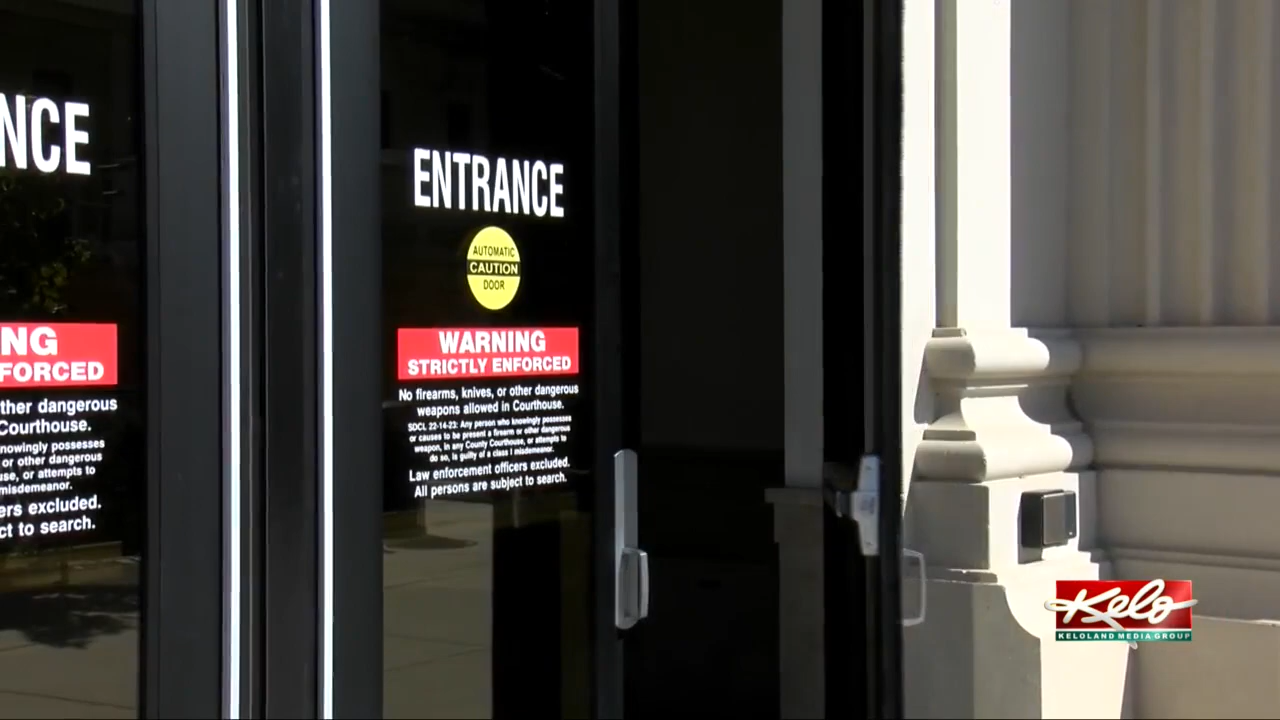 NCE
NG
FORCED
ther dangerous
Courthouse.
knowingly possesses
or other dangerous
use, or attempts to
misdemeanor.
ers excluded.
ct to search.
ENTRANCE
AUTOMATIC
CAUTION
DOOR
WARNING
STRICTLY ENFORCED
No firearms, knives, or other dangerous
weapons allowed in Courthouse.
SDCL 22-14-23: Any person who knowingly possesses
or causes to be present a firearm or other dangerous
weapon, in any County Courthouse, or attempts to
do so, is guilty of a class I misdemeanor.
Law enforcement officers excluded.
All persons are subject to search.
Kelo
KELOLAND MEDIA GROUP